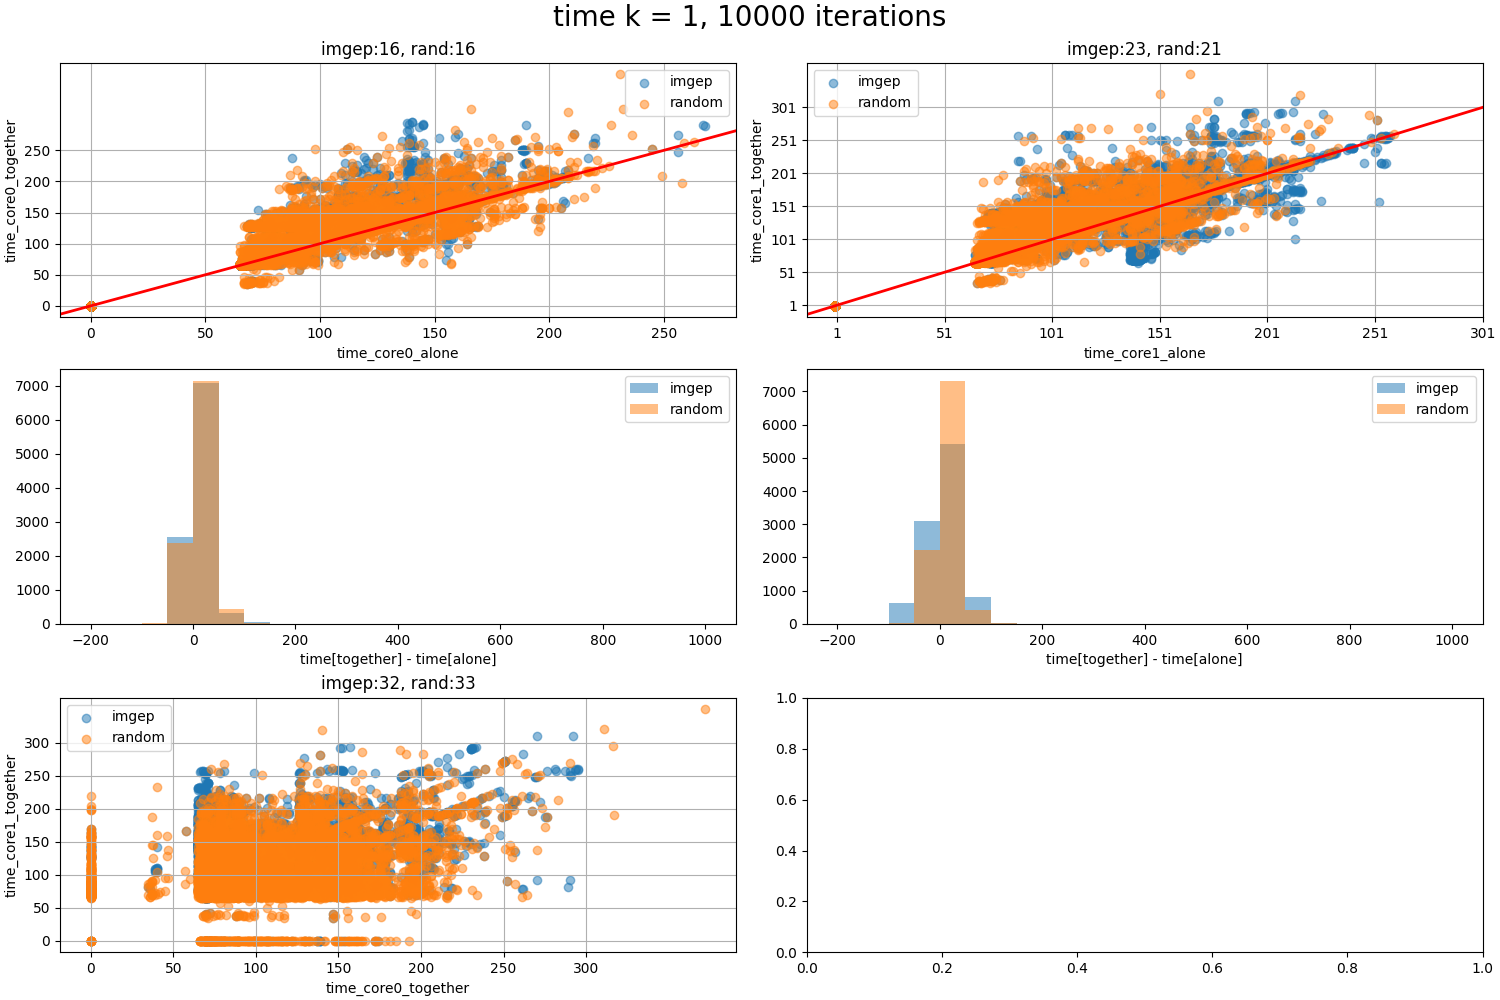 time k = 1, 10000 iterations
imgep:16, rand:16
imgep
random
time_core0_together
250
200
150
100
50
0
0 50 100 150 200 250
time_core0_alone
imgep:23, rand:21
imgep
random
time_core1_together
301
251
201
151
101
51
1
1 51 101 151 201 251 301
time_core1_alone
imgep
random
7000
6000
5000
4000
3000
2000
1000
0
−200 0 200 400 600 800 1000
time[together] - time[alone]
imgep
random
7000
6000
5000
4000
3000
2000
1000
0
−200 0 200 400 600 800 1000
time[together] - time[alone]
imgep:32, rand:33
imgep
random
time_core1_together
300
250
200
150
100
50
0
0 50 100 150 200 250 300
time_core0_together
1.0
0.8
0.6
0.4
0.2
0.0
0.0 0.2 0.4 0.6 0.8 1.0